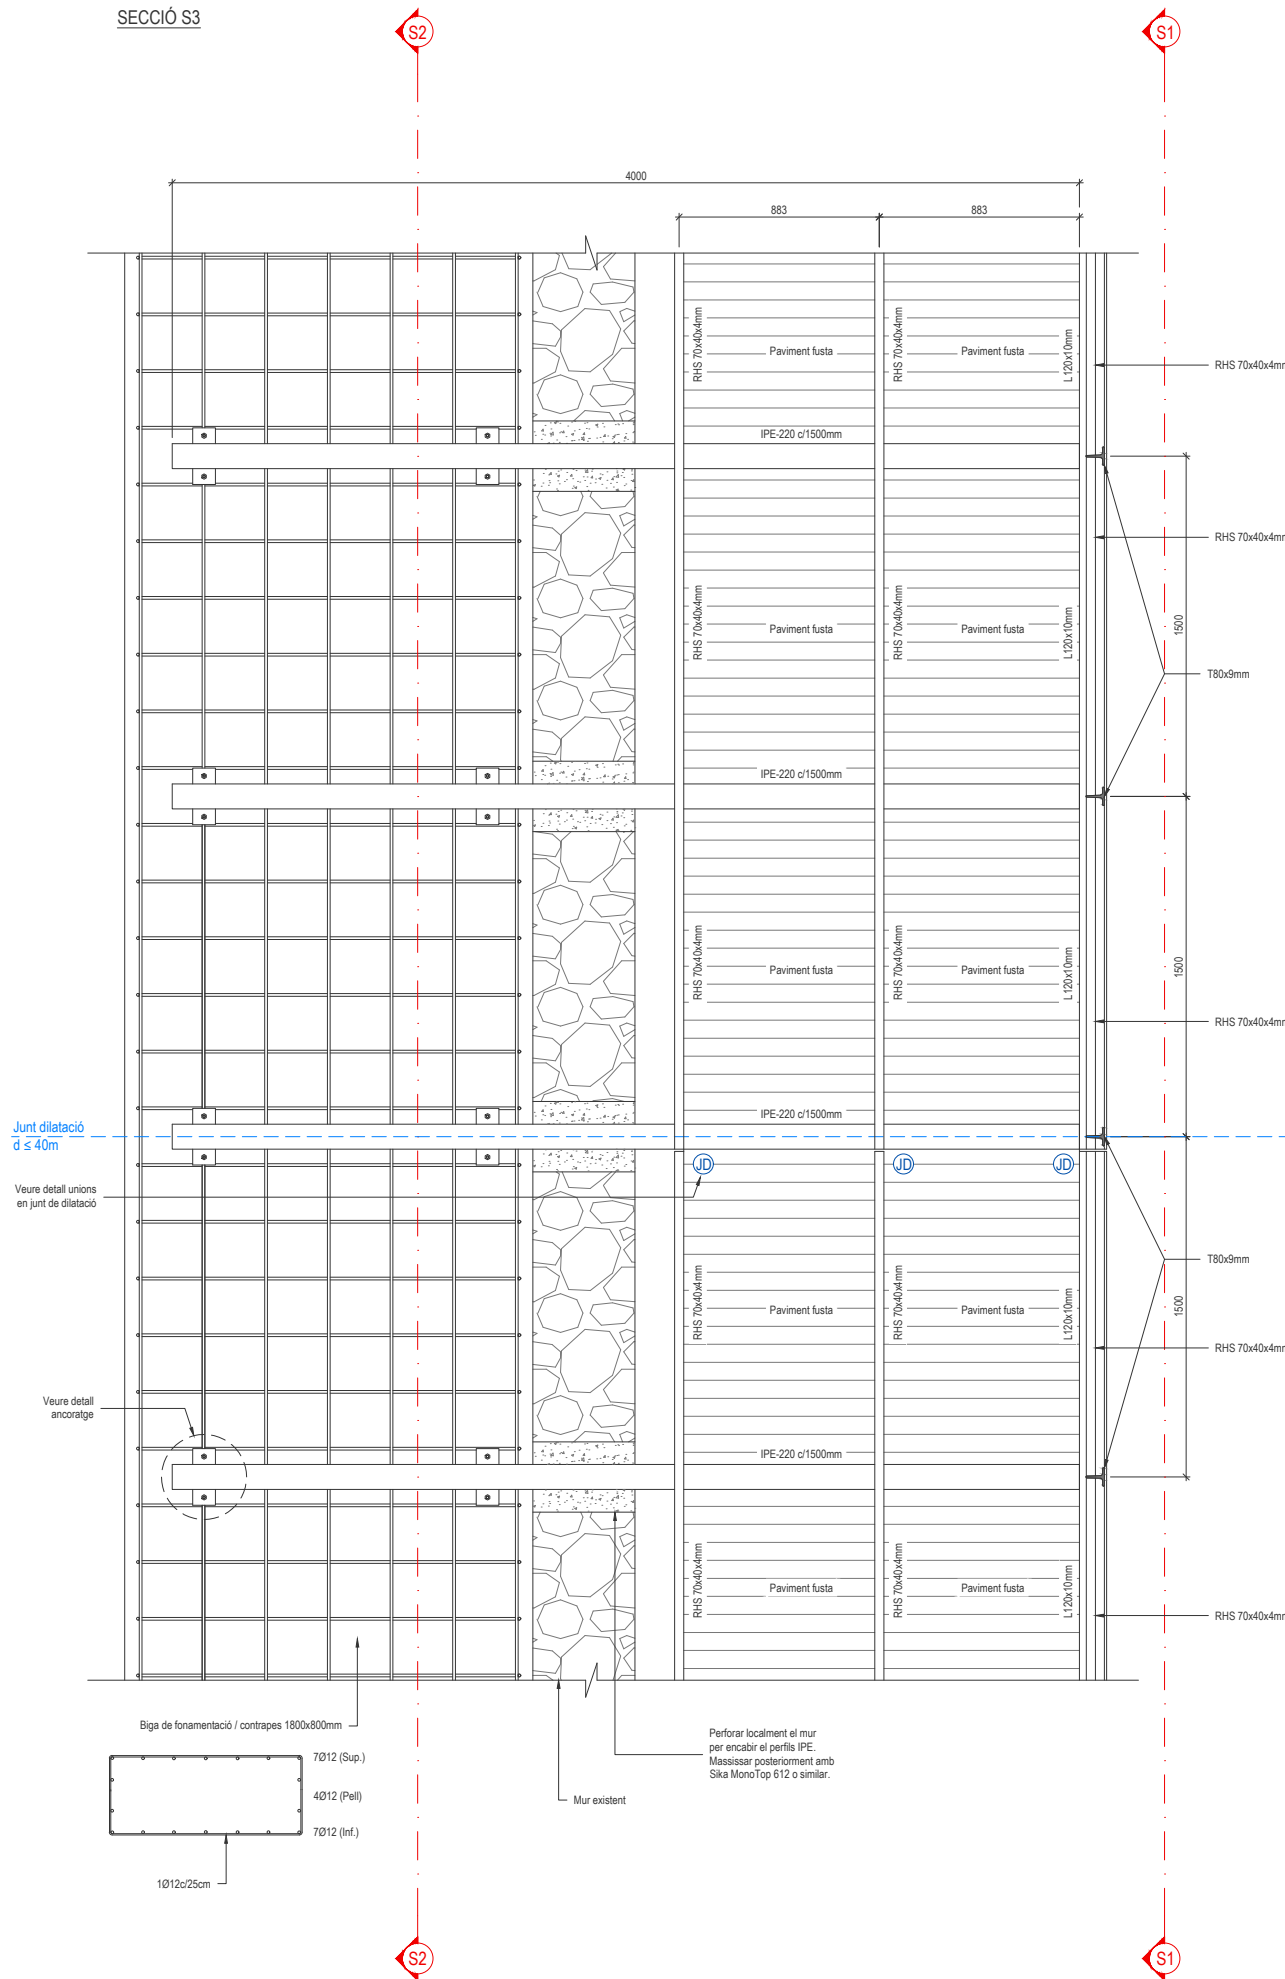 SECCIÓ S3
S2
S1
4000
883
883
RHS 70x40x4mm
Paviment fusta
RHS 70x40x4mm
Paviment fusta
L120x10mm
RHS 70x40x4mm
IPE-220 c/1500mm
RHS 70x40x4mm
RHS 70x40x4mm
Paviment fusta
RHS 70x40x4mm
Paviment fusta
L120x10mm
1500
T80x9mm
IPE-220 c/1500mm
RHS 70x40x4mm
Paviment fusta
RHS 70x40x4mm
Paviment fusta
L120x10mm
1500
RHS 70x40x4mm
IPE-220 c/1500mm
Junt dilatació
d ≤ 40m
JD
JD
JD
Veure detall unions
en junt de dilatació
T80x9mm
RHS 70x40x4mm
Paviment fusta
RHS 70x40x4mm
Paviment fusta
L120x10mm
1500
RHS 70x40x4mm
Veure detall
ancoratge
IPE-220 c/1500mm
RHS 70x40x4mm
Paviment fusta
RHS 70x40x4mm
Paviment fusta
L120x10mm
RHS 70x40x4mm
Biga de fonamentació / contrapes 1800x800mm
7Ø12 (Sup.)
4Ø12 (Pell)
7Ø12 (Inf.)
1Ø12c/25cm
Perforar localment el mur
per encabir el perfils IPE.
Massissar posteriorment amb
Sika MonoTop 612 o similar.
Mur existent
S2
S1